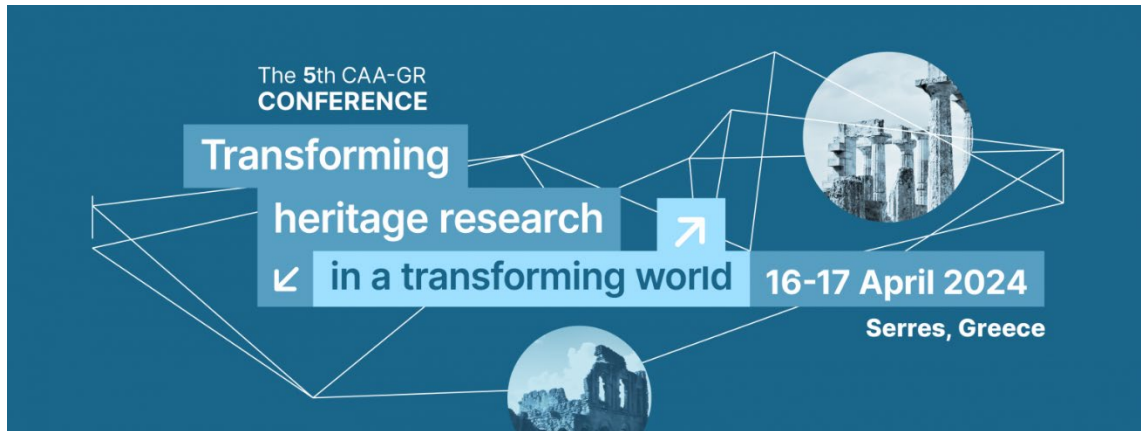 The 5th CAA-GR
CONFERENCE
Transforming
heritage research
in a transforming world
16-17 April 2024
Serres, Greece